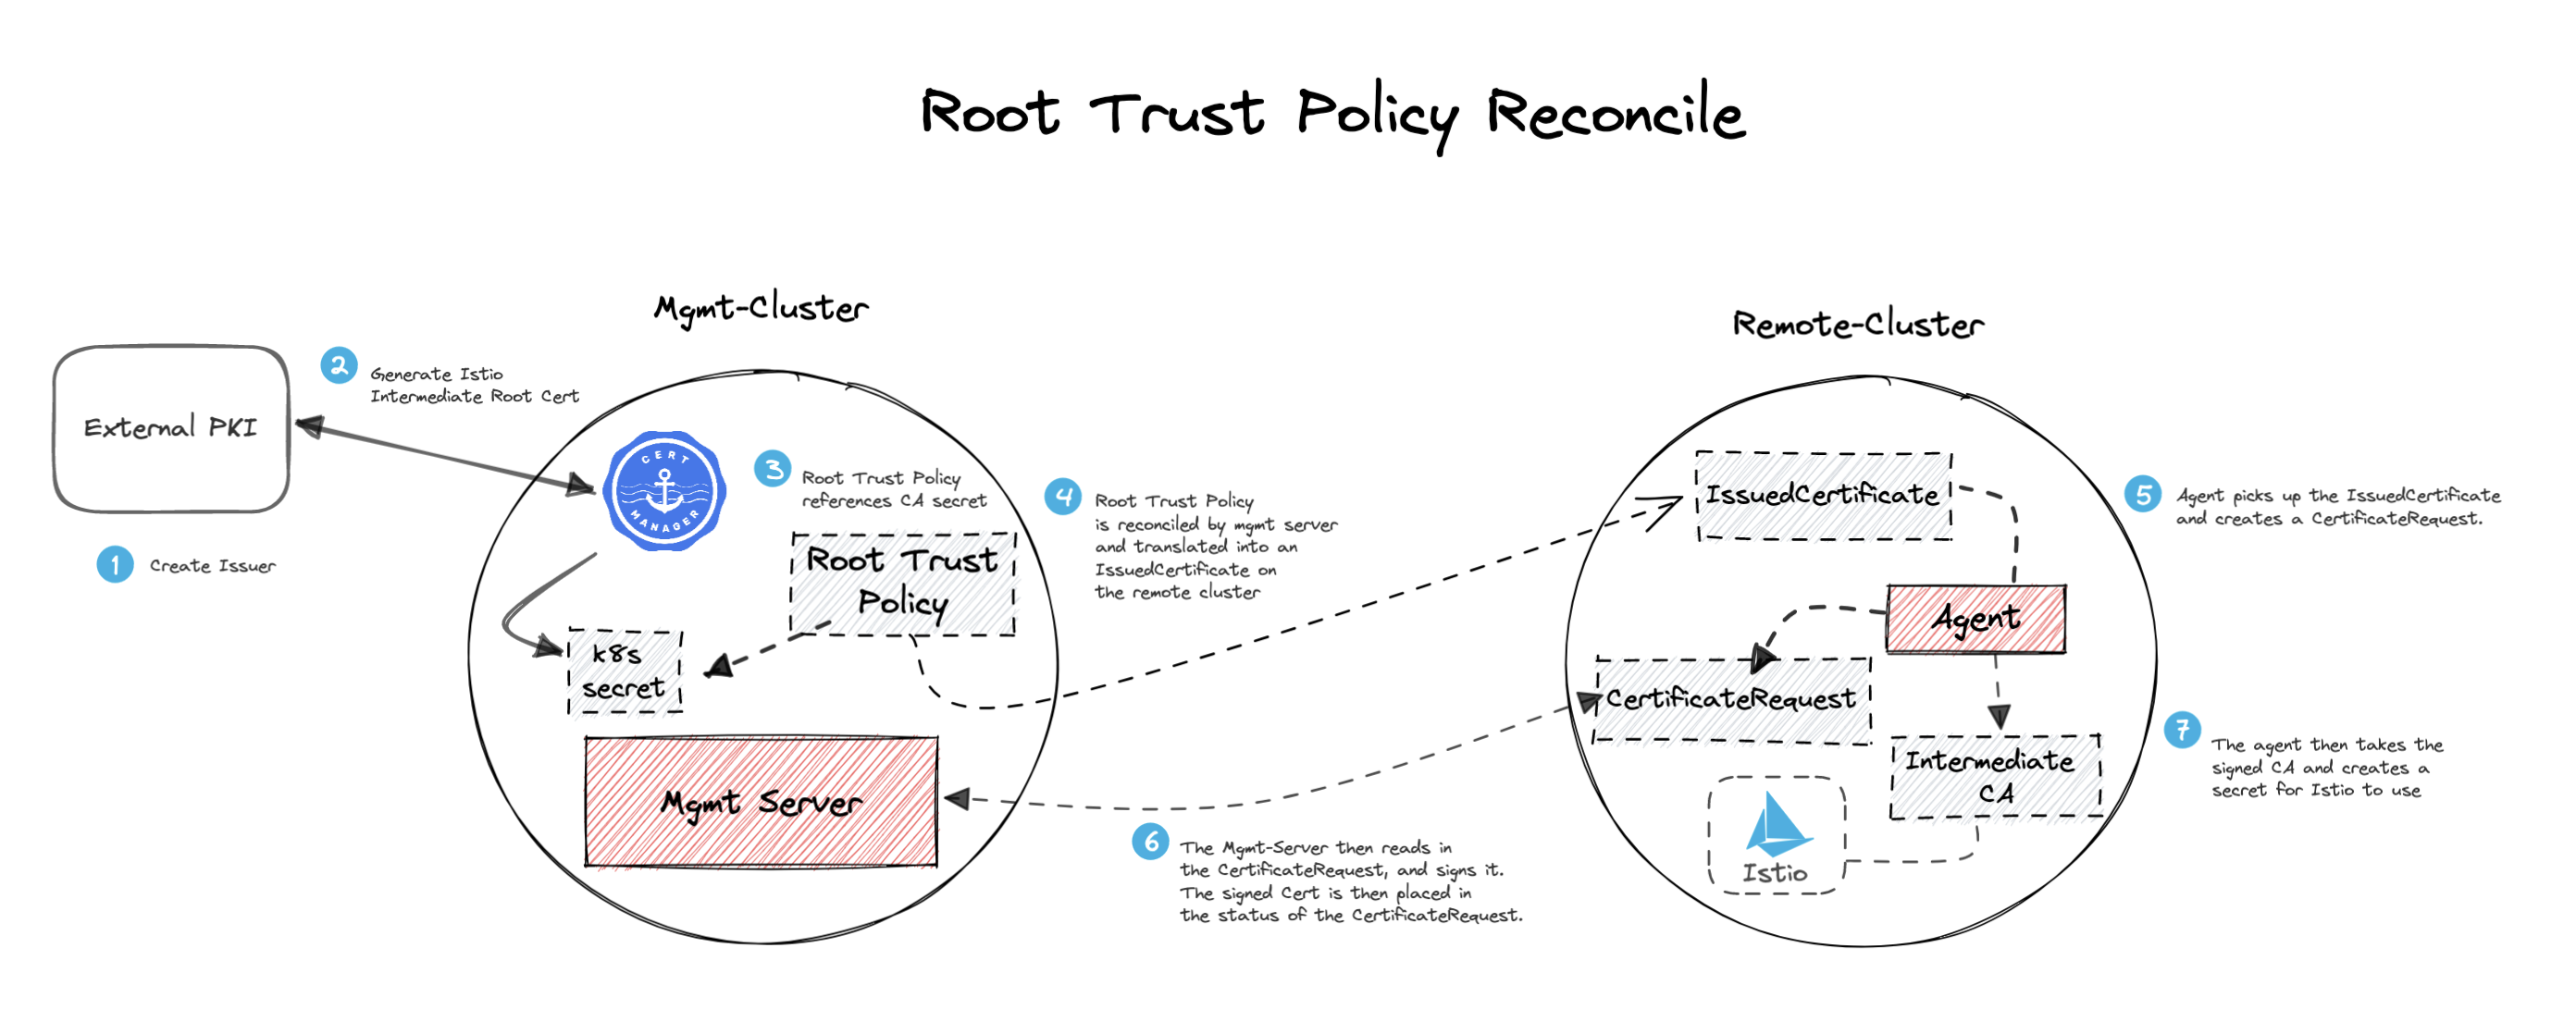 Root Trust Policy Reconcile
Mgmt-Cluster
Remote-Cluster
External PKI
2
Generate Istio
Intermediate Root Cert
1
Create Issuer
CERT
MANAGER
3
Root Trust Policy
references CA secret
Root Trust
Policy
k8s
secret
Mgmt Server
4
Root Trust Policy
is reconciled by mgmt server
and translated into an
IssuedCertificate on
the remote cluster
IssuedCertificate
5
Agent picks up the IssuedCertificate
and creates a CertificateRequest.
Agent
CertificateRequest
6
The Mgmt-Server then reads in
the CertificateRequest, and signs it.
The signed Cert is then placed in
the status of the CertificateRequest.
Intermediate
CA
7
The agent then takes the
signed CA and creates a
secret for Istio to use
Istio